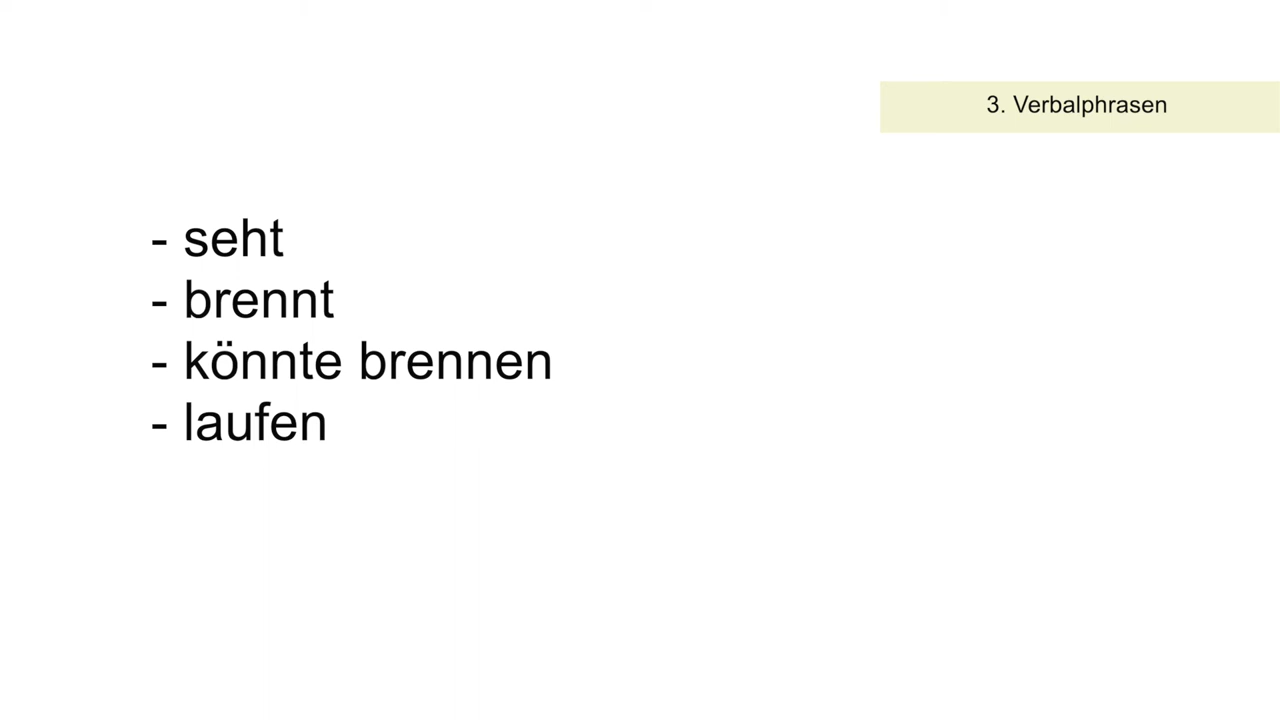 3. Verbalphrasen
- seht
- brennt
- könnte brennen
- laufen